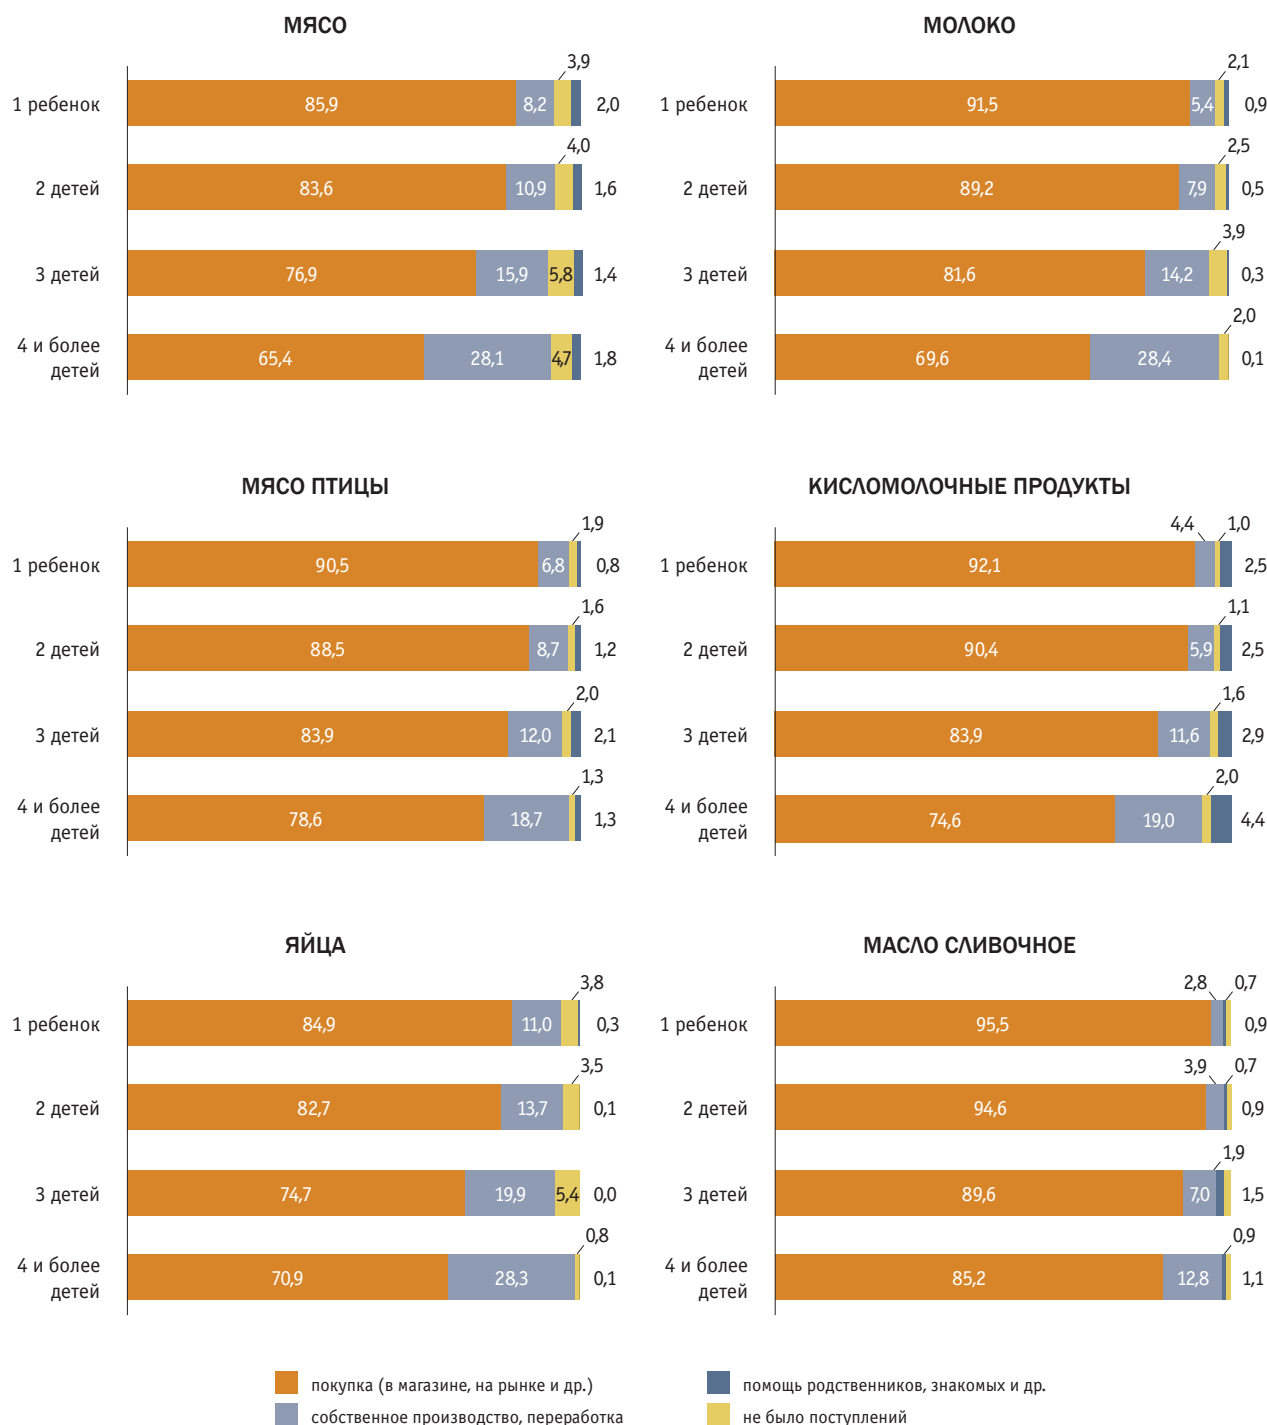 МЯСО
3,9
1 ребенок 85,9 8,2 2,0
4,0
2 детей 83,6 10,9 1,6
3 детей 76,9 15,9 5,8 1,4
4 и более
детей 65,4 28,1 4,7 1,8
МОЛОКО
2,1
1 ребенок 91,5 5,4 0,9
2,5
2 детей 89,2 7,9 0,5
3,9
3 детей 81,6 14,2 0,3
2,0
4 и более
детей 69,6 28,4 0,1
МЯСО ПТИЦЫ
1,9
1 ребенок 90,5 6,8 0,8
1,6
2 детей 88,5 8,7 1,2
2,0
3 детей 83,9 12,0 2,1
1,3
4 и более
детей 78,6 18,7 1,3
КИСЛОМОЛОЧНЫЕ ПРОДУКТЫ
4,4 1,0
1 ребенок 92,1 2,5
1,1
2 детей 90,4 5,9 2,5
1,6
3 детей 83,9 11,6 2,9
2,0
4 и более
детей 74,6 19,0 4,4
ЯЙЦА
3,8
1 ребенок 84,9 11,0 0,3
3,5
2 детей 82,7 13,7 0,1
3 детей 74,7 19,9 5,4 0,0
0,8
4 и более
детей 70,9 28,3 0,1
МАСЛО СЛИВОЧНОЕ
2,8 0,7
1 ребенок 95,5 0,9
3,9 0,7
2 детей 94,6 0,9
1,9
3 детей 89,6 7,0 1,5
0,9
4 и более
детей 85,2 12,8 1,1
покупка (в магазине, на рынке и др.)
собственное производство, переработка
помощь родственников, знакомых и др.
не было поступлений